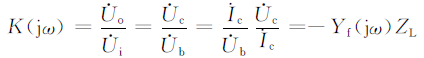 K(jω) = U̇o/U̇i = U̇c/U̇b = İc/U̇b U̇c/İc = −Yf(jω)ZL